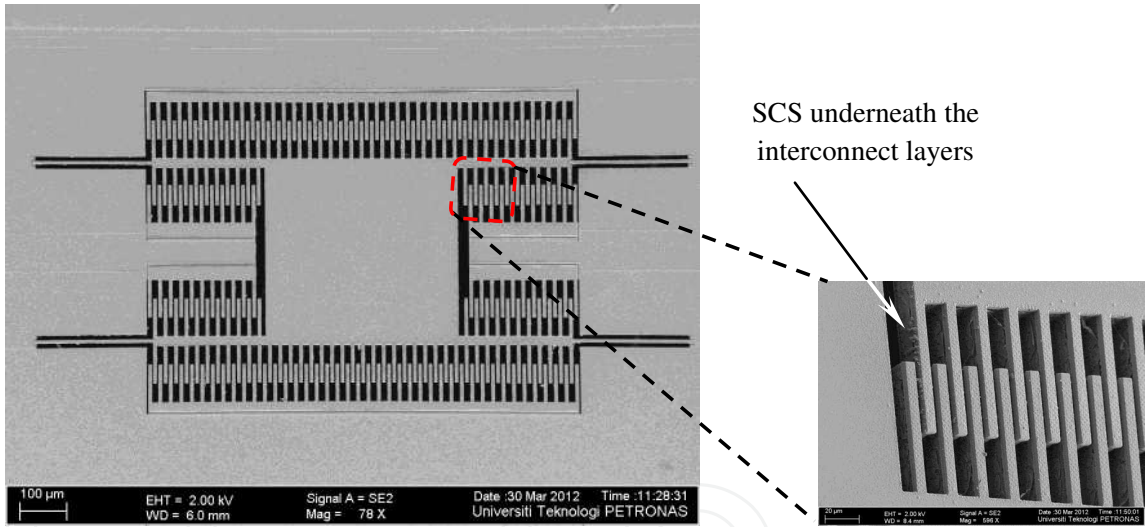 SCS underneath the
interconnect layers
100 µm
EHT = 2.00 kV
WD = 6.0 mm
Signal A = SE2
Mag = 78 X
Date :30 Mar 2012 Time :11:28:31
Universiti Teknologi PETRONAS
20 µm
EHT = 2.00 kV
WD = 8.4 mm
Signal A = SE2
Mag = 596 X
Date :30 Mar 2012 Time :11:50:01
Universiti Teknologi PETRONAS